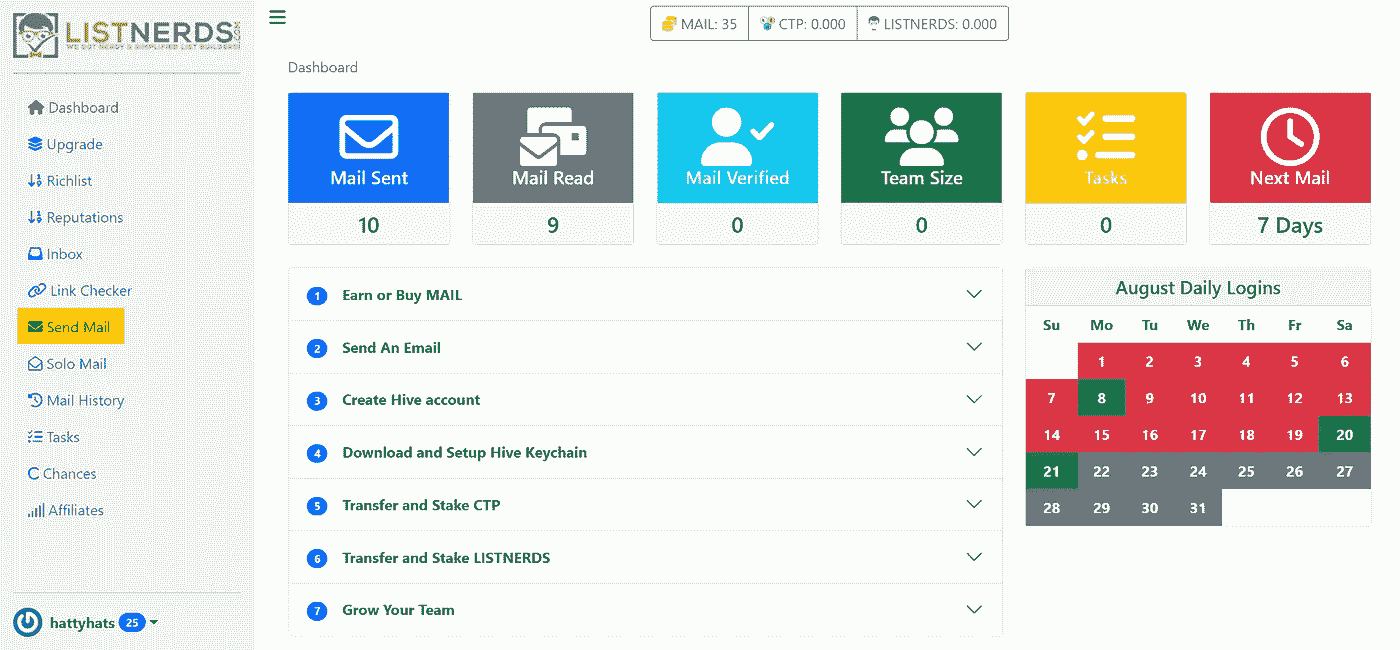 LISTNERDS.COM
WE GOT NERDY & SIMPLIFIED LIST BUILDERS!
MAIL: 35
CTP: 0.000
LISTNERDS: 0.000
Dashboard
Dashboard
Upgrade
Richlist
Reputations
Inbox
Link Checker
Send Mail
Solo Mail
Mail History
Tasks
Chances
Affiliates
hattyhats 25
Mail Sent
10
Mail Read
9
Mail Verified
0
Team Size
0
Tasks
0
Next Mail
7 Days
1 Earn or Buy MAIL
2 Send An Email
3 Create Hive account
4 Download and Setup Hive Keychain
5 Transfer and Stake CTP
6 Transfer and Stake LISTNERDS
7 Grow Your Team
August Daily Logins
Su Mo Tu We Th Fr Sa
1 2 3 4 5 6
7 8 9 10 11 12 13
14 15 16 17 18 19 20
21 22 23 24 25 26 27
28 29 30 31